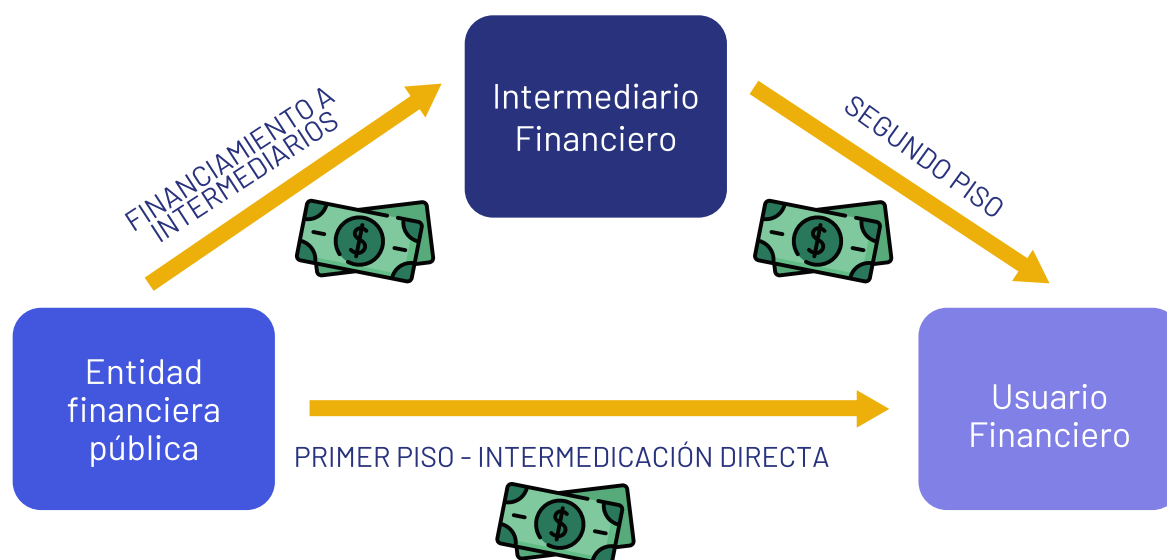 Intermediario
Financiero
FINANCIAMIENTO A
INTERMEDIARIOS
SEGUNDO PISO
$
$
Entidad
financiera
pública
Usuario
Financiero
PRIMER PISO - INTERMEDICACIÓN DIRECTA
$